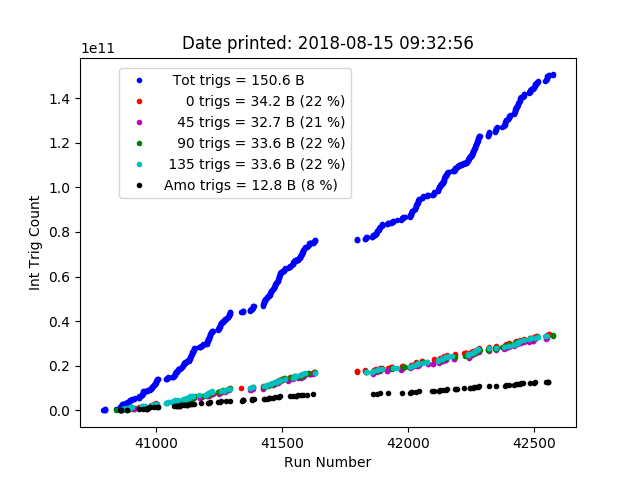 Date printed: 2018-08-15 09:32:56
1e11
Tot trigs = 150.6 B
0 trigs = 34.2 B (22 %)
45 trigs = 32.7 B (21 %)
90 trigs = 33.6 B (22 %)
135 trigs = 33.6 B (22 %)
Amo trigs = 12.8 B (8 %)
Int Trig Count
1.4
1.2
1.0
0.8
0.6
0.4
0.2
0.0
41000 41500 42000 42500
Run Number